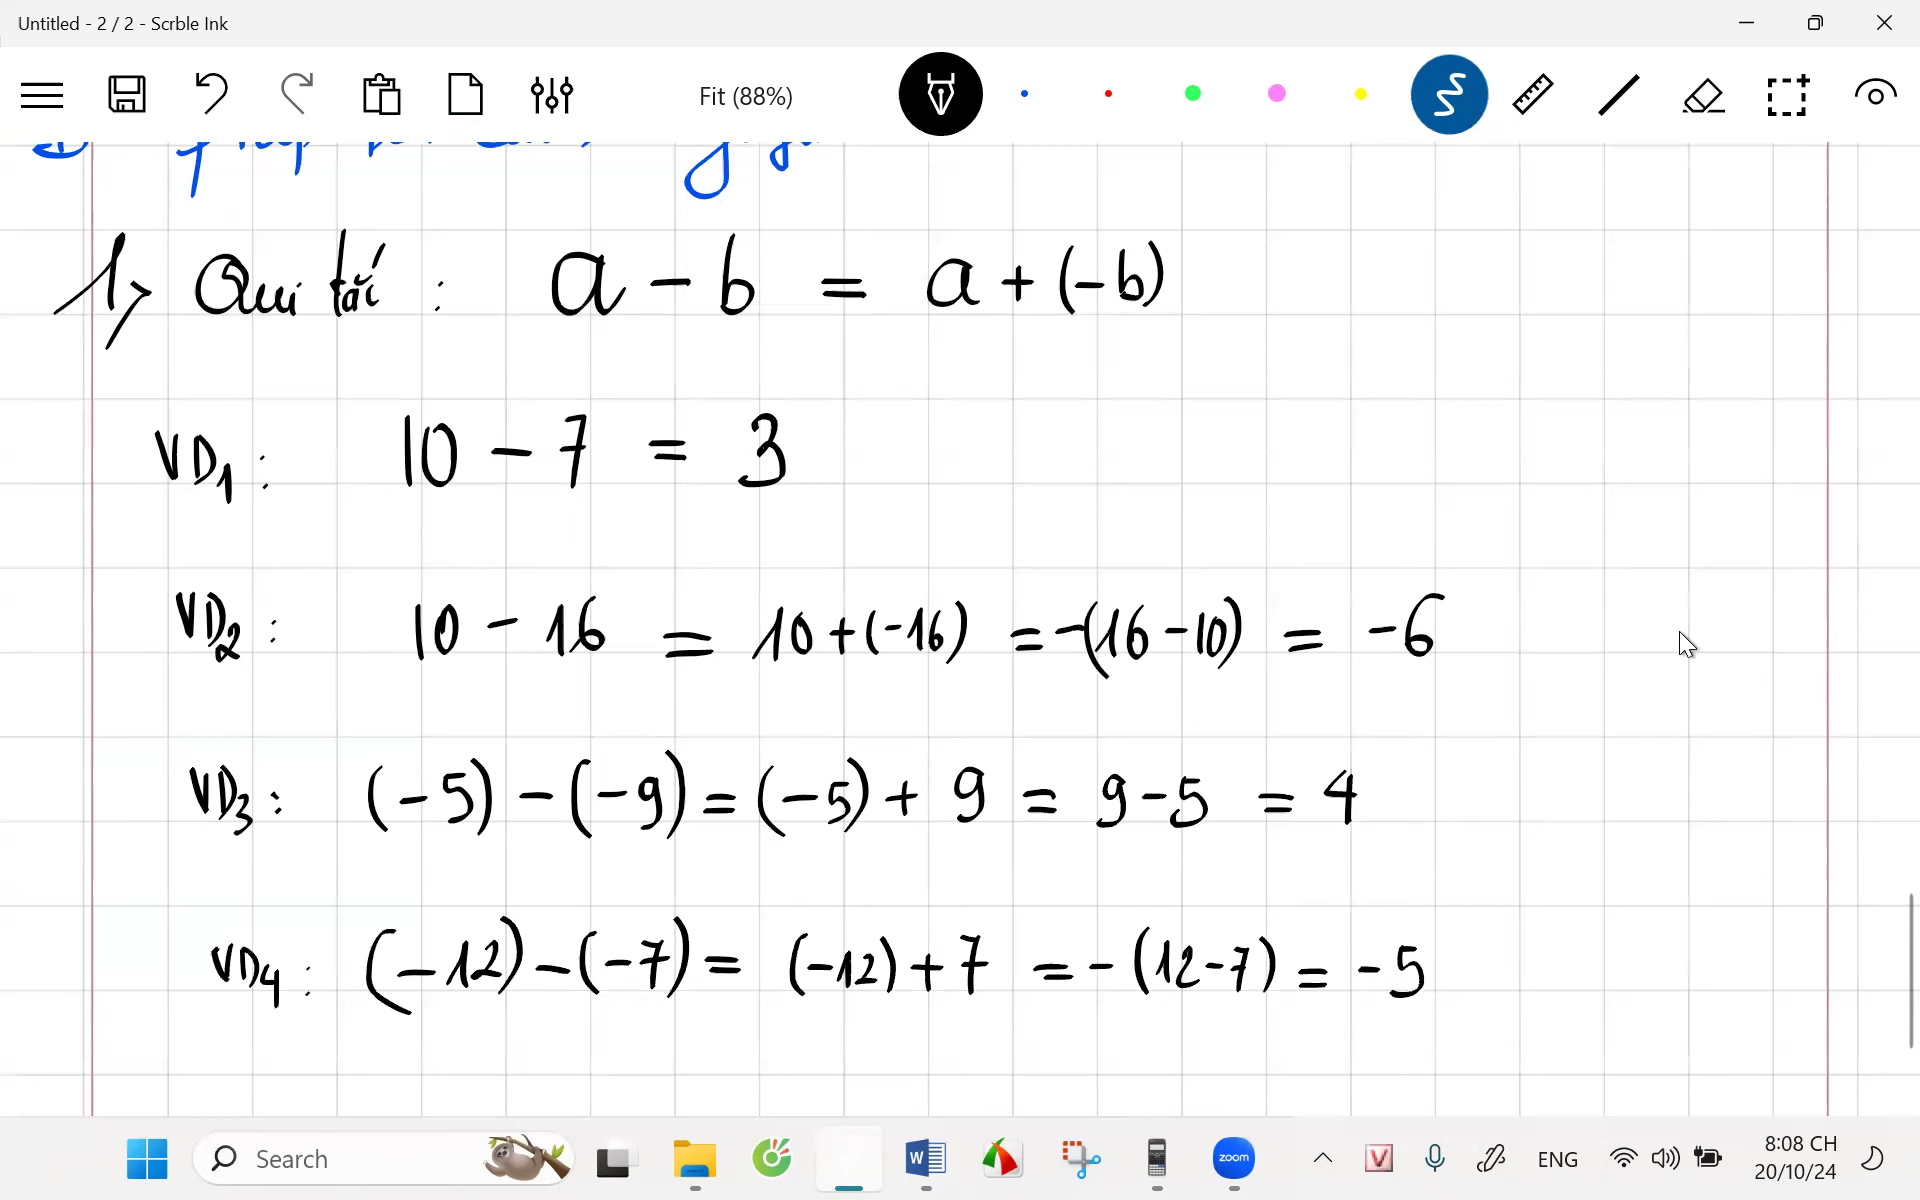 Untitled - 2 / 2 - Scrble Ink
Fit (88%)
1, Qui tắc : a - b = a + (-b)
VD1 : 10 - 7 = 3
VD2 : 10 - 16 = 10 + (-16) = -(16 - 10) = -6
VD3 : (-5) - (-9) = (-5) + 9 = 9 - 5 = 4
VD4 : (-12) - (-7) = (-12) + 7 = -(12 - 7) = -5
Search
W
zoom
V
ENG
8:08 CH
20/10/24